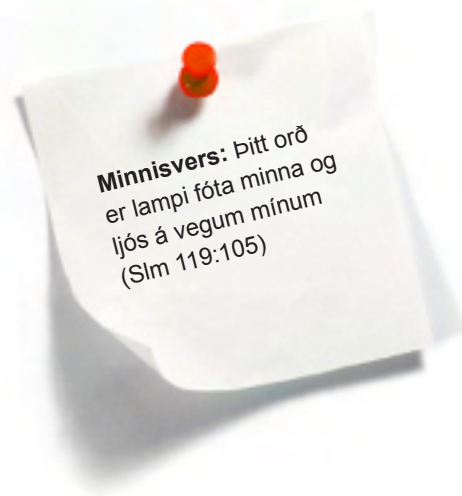 Minnisvers: Þitt orð
er lampi fóta minna og
ljós á vegum mínum
(Slm 119:105)